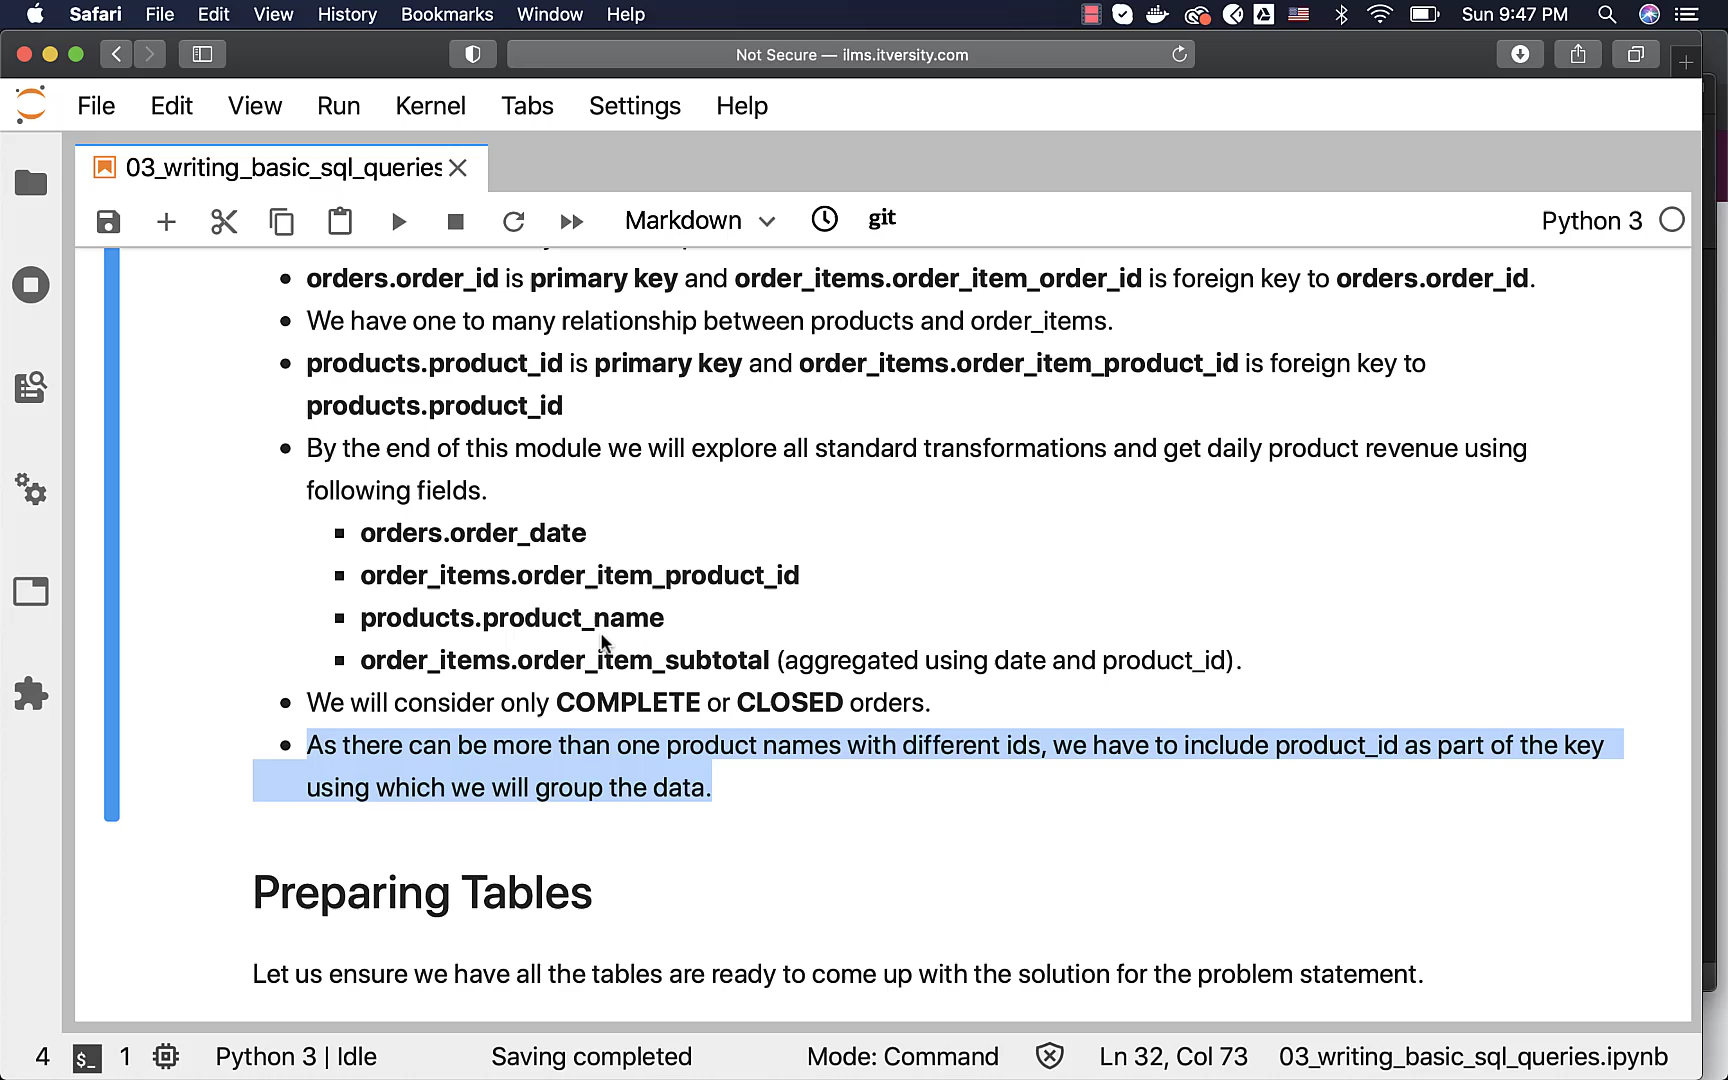 Safari File Edit View History Bookmarks Window Help Sun 9:47 PM
Not Secure — ilms.itversity.com
File Edit View Run Kernel Tabs Settings Help
03_writing_basic_sql_queries
Markdown git Python 3
• orders.order_id is primary key and order_items.order_item_order_id is foreign key to orders.order_id.
• We have one to many relationship between products and order_items.
• products.product_id is primary key and order_items.order_item_product_id is foreign key to
products.product_id
• By the end of this module we will explore all standard transformations and get daily product revenue using
following fields.
▪ orders.order_date
▪ order_items.order_item_product_id
▪ products.product_name
▪ order_items.order_item_subtotal (aggregated using date and product_id).
• We will consider only COMPLETE or CLOSED orders.
• As there can be more than one product names with different ids, we have to include product_id as part of the key
using which we will group the data.
Preparing Tables
Let us ensure we have all the tables are ready to come up with the solution for the problem statement.
4 $_ 1 Python 3 | Idle Saving completed Mode: Command Ln 32, Col 73 03_writing_basic_sql_queries.ipynb